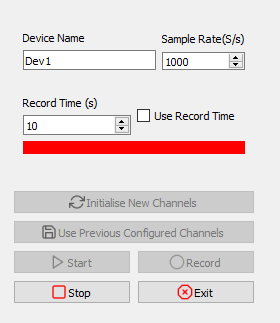 Device Name
Sample Rate(S/s)
Dev1
1000
Record Time (s)
10
Use Record Time
Initialise New Channels
Use Previous Configured Channels
Start
Record
Stop
Exit